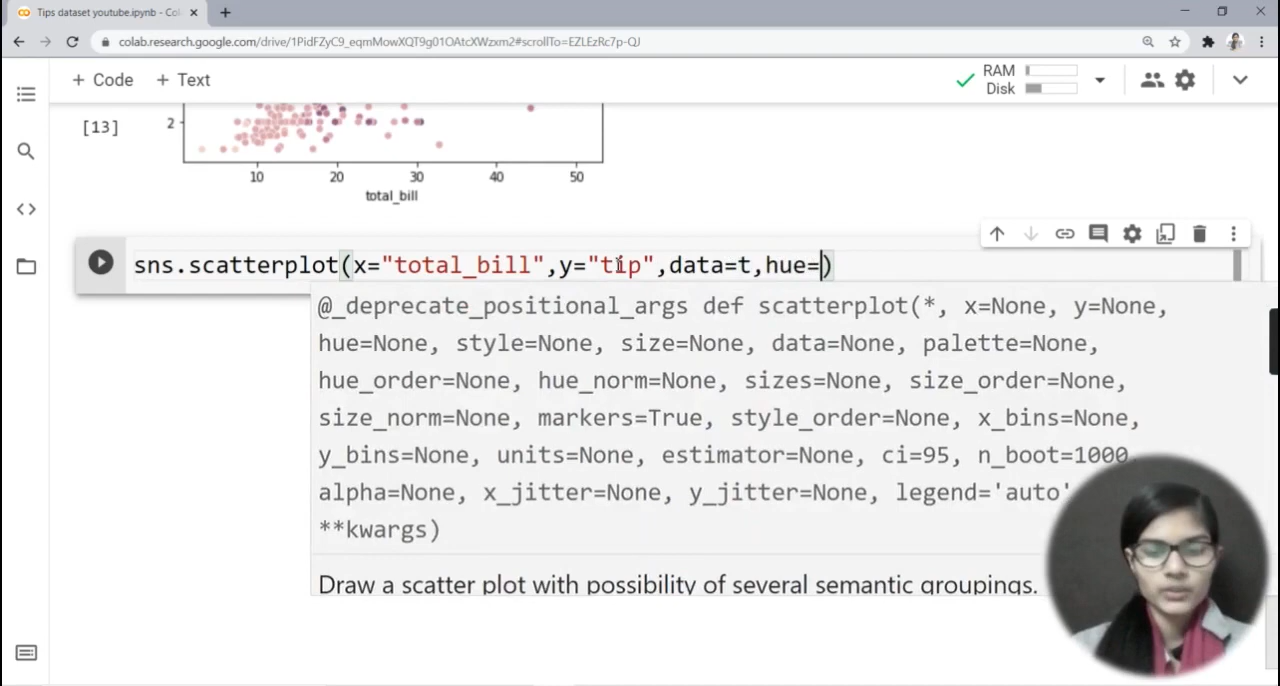 Tips dataset youtube.ipynb - Col
colab.research.google.com/drive/1PidFZyC9_eqmMowXQT9g01OAtcXWzxm2#scrollTo=EZLEzRc7p-QJ
+ Code + Text
RAM
Disk
[13]
2
10 20 30 40 50
total_bill
sns.scatterplot(x="total_bill",y="tip",data=t,hue=)
@_deprecate_positional_args def scatterplot(*, x=None, y=None,
hue=None, style=None, size=None, data=None, palette=None,
hue_order=None, hue_norm=None, sizes=None, size_order=None,
size_norm=None, markers=True, style_order=None, x_bins=None,
y_bins=None, units=None, estimator=None, ci=95, n_boot=1000
alpha=None, x_jitter=None, y_jitter=None, legend='auto'
**kwargs)
Draw a scatter plot with possibility of several semantic groupings.